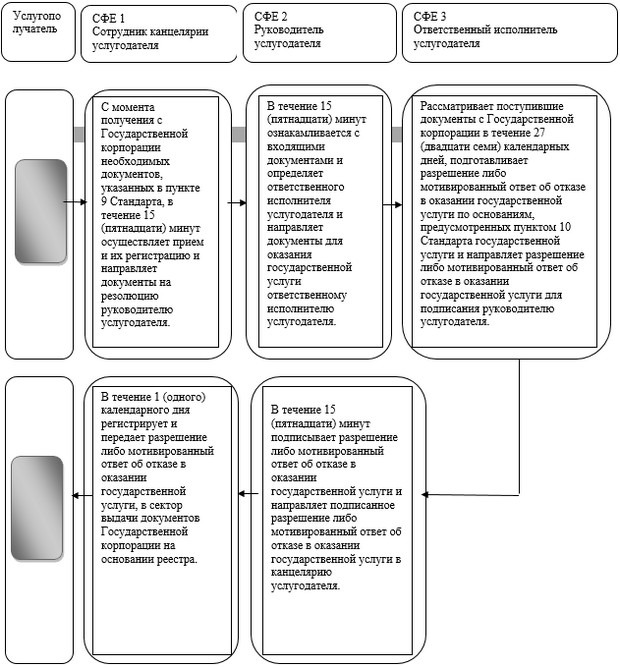 Услугопо
лучатель
СФЕ 1
Сотрудник канцелярии
услугодателя
СФЕ 2
Руководитель
услугодателя
СФЕ 3
Ответственный исполнитель
услугодателя
С момента
получения с
Государственной
корпорации
необходимых
документов,
указанных в пункте
9 Стандарта, в
течение 15
(пятнадцати) минут
осуществляет прием
и их регистрацию и
направляет
документы на
резолюцию
руководителю
услугодателя.
В течение 15
(пятнадцати) минут
ознакамливается с
входящими
документами и
определяет
ответственного
исполнителя
услугодателя и
направляет
документы для
оказания
государственной
услуги
ответственному
исполнителю
услугодателя.
Рассматривает поступившие
документы с Государственной
корпорации в течение 27
(двадцати семи) календарных
дней, подготавливает
разрешение либо
мотивированный ответ об отказе
в оказании государственной
услуги по основаниям,
предусмотренных пунктом 10
Стандарта государственной
услуги и направляет разрешение
либо мотивированный ответ об
отказе в оказании
государственной услуги для
подписания руководителю
услугодателя.
В течение 1 (одного)
календарного дня
регистрирует и
передает разрешение
либо мотивированный
ответ об отказе в
оказании
государственной
услуги, в сектор
выдачи документов
Государственной
корпорации на
основании реестра.
В течение 15
(пятнадцати) минут
подписывает разрешение
либо мотивированный
ответ об отказе в
оказании
государственной услуги и
направляет подписанное
разрешение либо
мотивированный ответ об
отказе в оказании
государственной услуги в
канцелярию
услугодателя.